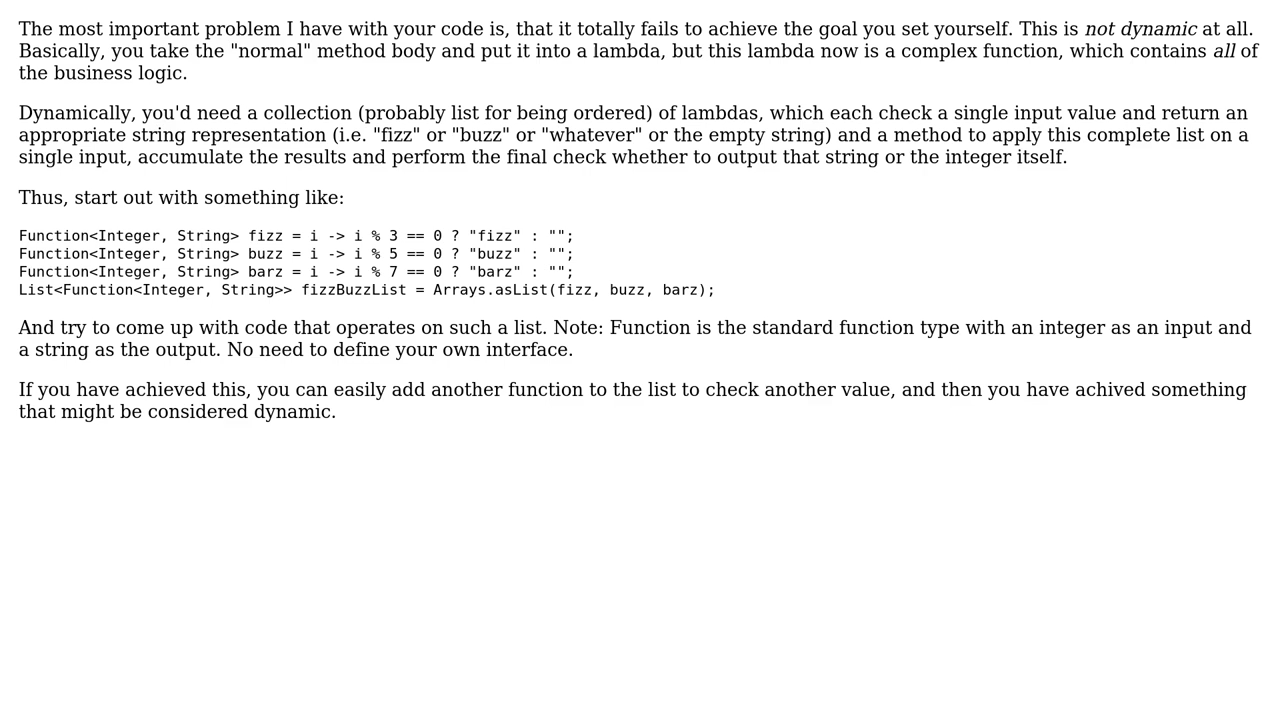 The most important problem I have with your code is, that it totally fails to achieve the goal you set yourself. This is not dynamic at all.
Basically, you take the "normal" method body and put it into a lambda, but this lambda now is a complex function, which contains all of
the business logic.
Dynamically, you'd need a collection (probably list for being ordered) of lambdas, which each check a single input value and return an
appropriate string representation (i.e. "fizz" or "buzz" or "whatever" or the empty string) and a method to apply this complete list on a
single input, accumulate the results and perform the final check whether to output that string or the integer itself.
Thus, start out with something like:
Function<Integer, String> fizz = i -> i % 3 == 0 ? "fizz" : "";
Function<Integer, String> buzz = i -> i % 5 == 0 ? "buzz" : "";
Function<Integer, String> barz = i -> i % 7 == 0 ? "barz" : "";
List<Function<Integer, String>> fizzBuzzList = Arrays.asList(fizz, buzz, barz);
And try to come up with code that operates on such a list. Note: Function is the standard function type with an integer as an input and
a string as the output. No need to define your own interface.
If you have achieved this, you can easily add another function to the list to check another value, and then you have achived something
that might be considered dynamic.